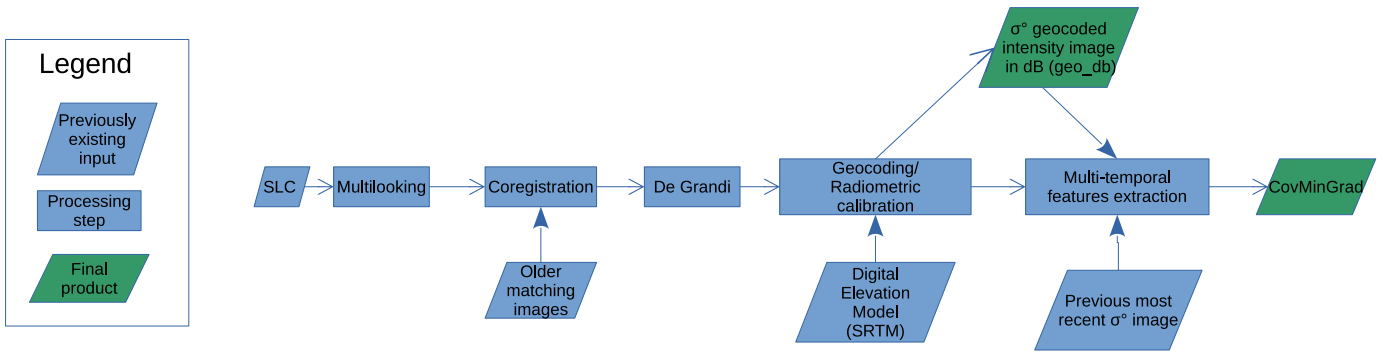 Legend
Previously
existing
input
Processing
step
Final
product
SLC
Multilooking
Coregistration
Older
matching
images
De Grandi
Geocoding/
Radiometric
calibration
Digital
Elevation
Model
(SRTM)
σ° geocoded
intensity image
in dB (geo_db)
Multi-temporal
features extraction
Previous most
recent σ° image
CovMinGrad